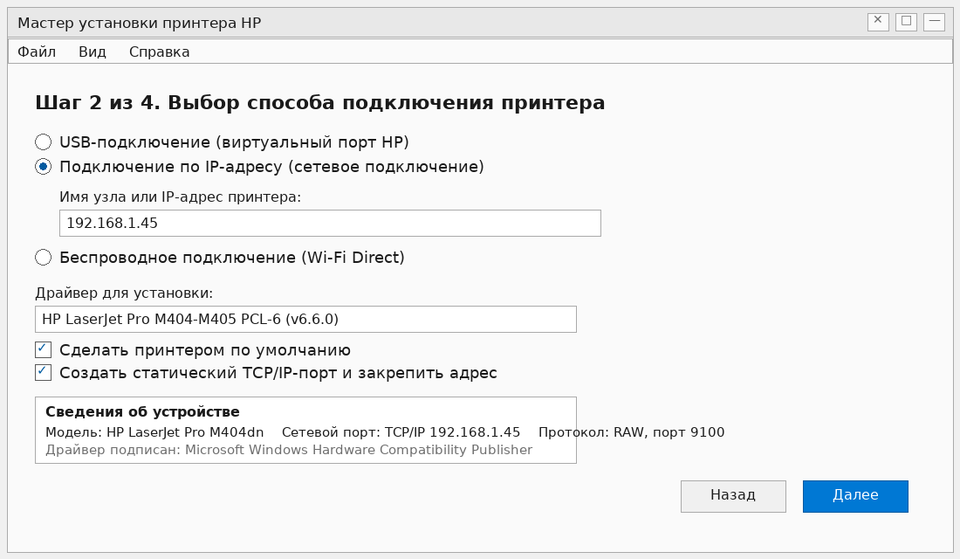 Мастер установки принтера HP
Файл Вид Справка
Шаг 2 из 4. Выбор способа подключения принтера
USB-подключение (виртуальный порт HP)
Подключение по IP-адресу (сетевое подключение)
Имя узла или IP-адрес принтера:
192.168.1.45
Беспроводное подключение (Wi-Fi Direct)
Драйвер для установки:
HP LaserJet Pro M404-M405 PCL-6 (v6.6.0)
Сделать принтером по умолчанию
Создать статический TCP/IP-порт и закрепить адрес
Сведения об устройстве
Модель: HP LaserJet Pro M404dn Сетевой порт: TCP/IP 192.168.1.45 Протокол: RAW, порт 9100
Драйвер подписан: Microsoft Windows Hardware Compatibility Publisher
Назад Далее